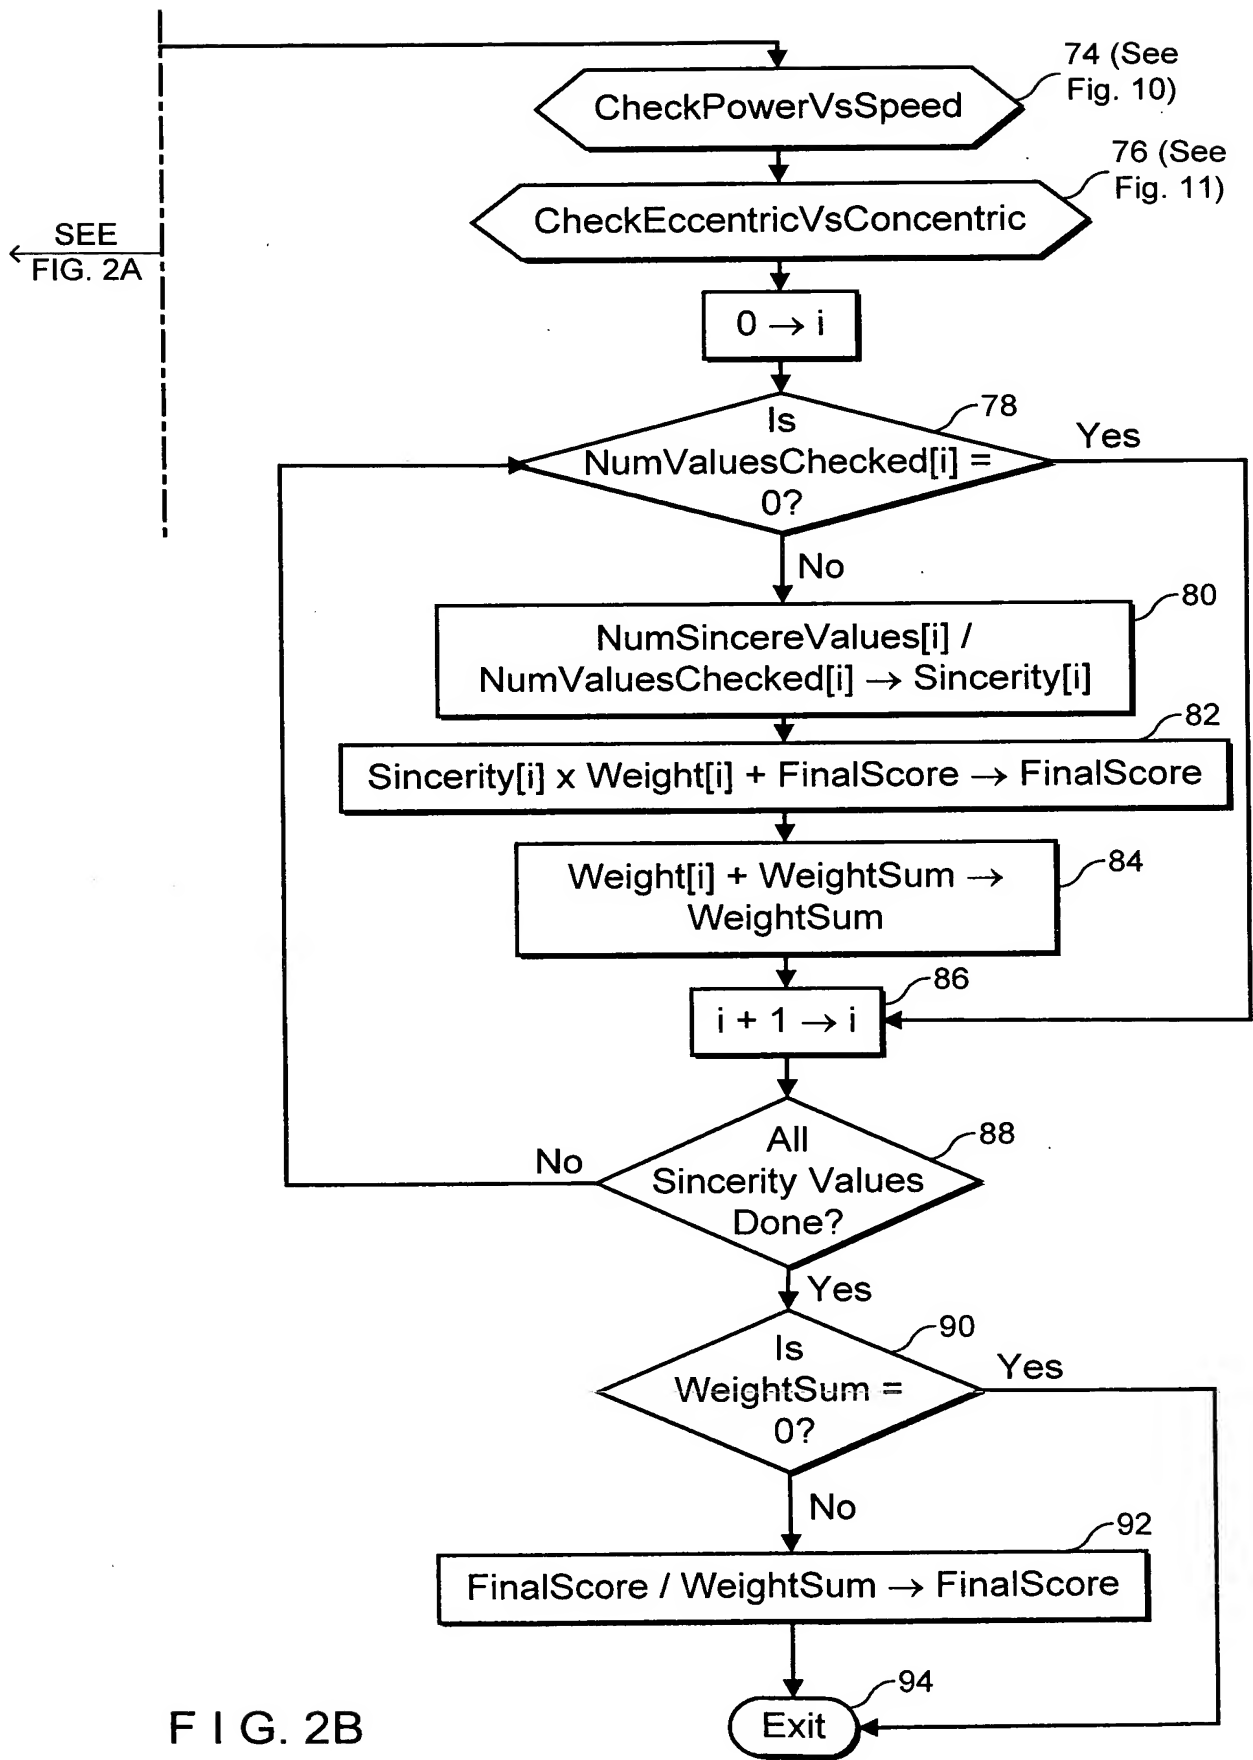 74 (See
Fig. 10)
CheckPowerVsSpeed
76 (See
Fig. 11)
CheckEccentricVsConcentric
SEE
FIG. 2A
0 → i
78
Is
NumValuesChecked[i] =
0?
Yes
No
80
NumSincereValues[i] /
NumValuesChecked[i] → Sincerity[i]
82
Sincerity[i] x Weight[i] + FinalScore → FinalScore
84
Weight[i] + WeightSum →
WeightSum
86
i + 1 → i
88
All
Sincerity Values
Done?
No
Yes
90
Is
WeightSum =
0?
Yes
No
92
FinalScore / WeightSum → FinalScore
94
Exit
F I G. 2B